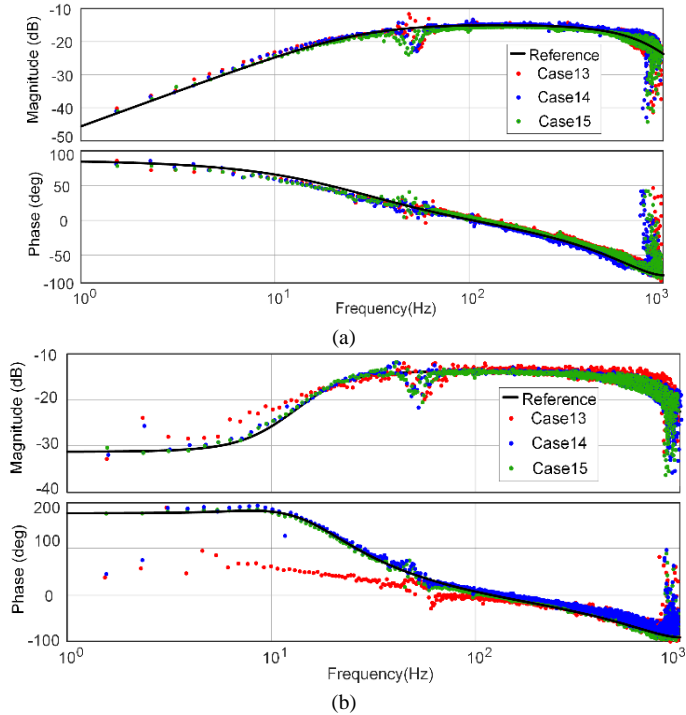 -10
-20
-30
-40
-50
Magnitude (dB)
Reference
Case13
Case14
Case15
100
50
0
-50
-100
Phase (deg)
10^0
10^1
10^2
10^3
Frequency(Hz)
(a)
-10
-20
-30
-40
Magnitude (dB)
Reference
Case13
Case14
Case15
200
100
0
-100
Phase (deg)
10^0
10^1
10^2
10^3
Frequency(Hz)
(b)